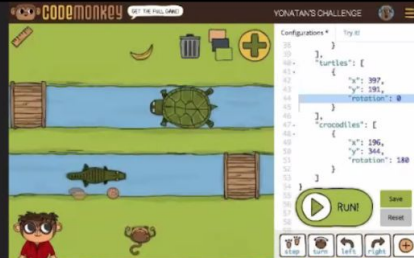 CODEMONKEY
GET THE FULL GAME!
YONATAN'S CHALLENGE
Configurations *
Try it!
38
39 }
40 ],
41 "turtles": [
42 {
43 "x": 397,
44 "y": 191,
45 "rotation": 0
46 }
],
47 "crocodiles": [
48 {
49 "x": 196,
50 "y": 344,
51 "rotation": 180
52 }
53 ]
54 }
RUN!
Save
Reset
step
turn
left
right